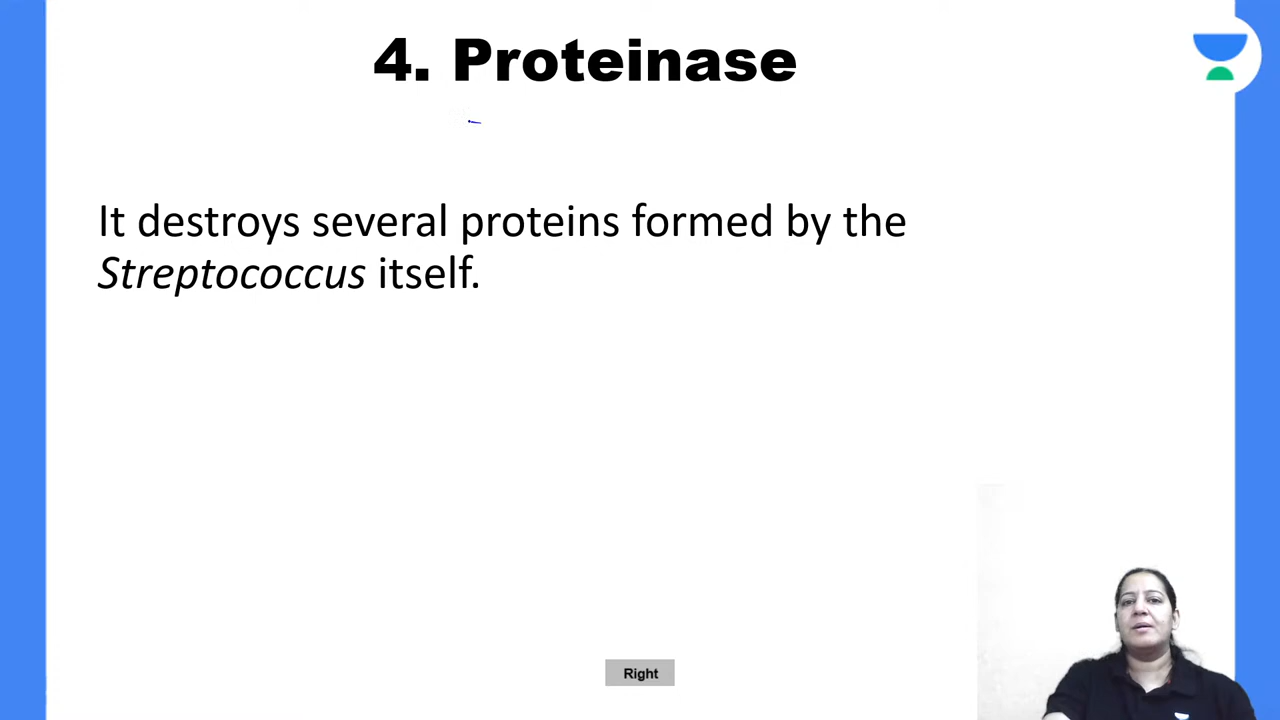 4. Proteinase
It destroys several proteins formed by the
Streptococcus itself.
Right